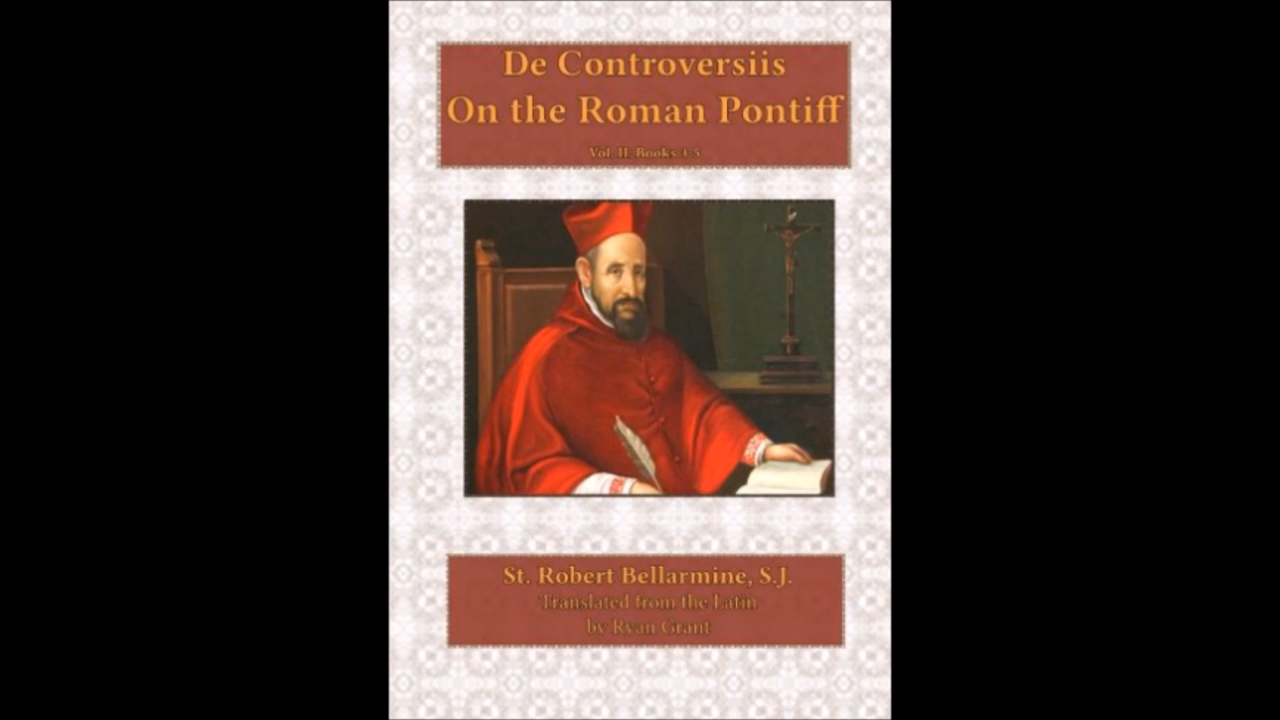 De Controversiis
On the Roman Pontiff
Vol. II: Books 3-5
St. Robert Bellarmine, S.J.
Translated from the Latin
by Ryan Grant